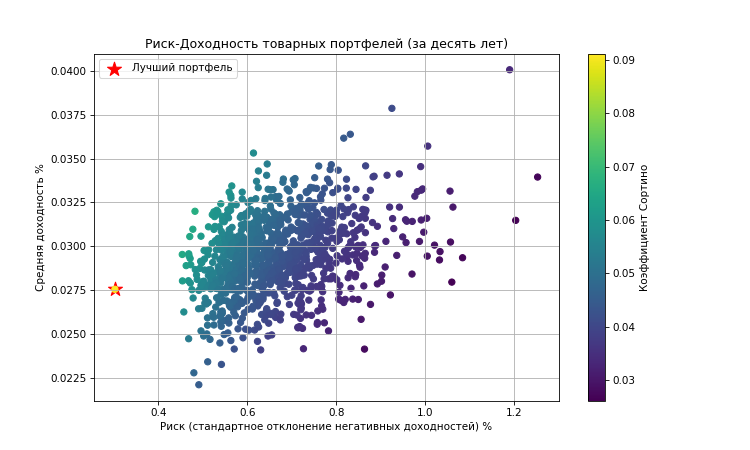 Риск-Доходность товарных портфелей (за десять лет)
Лучший портфель
Средняя доходность %
0.0400
0.0375
0.0350
0.0325
0.0300
0.0275
0.0250
0.0225
0.4 0.6 0.8 1.0 1.2
Риск (стандартное отклонение негативных доходностей) %
0.09
0.08
0.07
0.06
0.05
0.04
0.03
Коэффициент Сортино